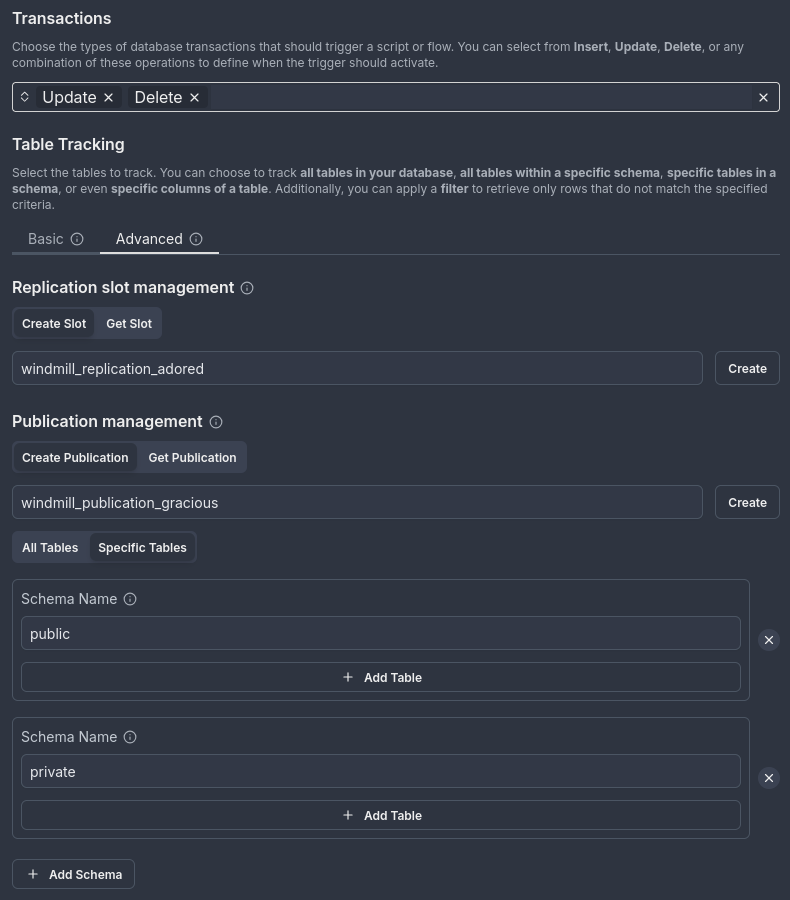 Transactions
Choose the types of database transactions that should trigger a script or flow. You can select from Insert, Update, Delete, or any
combination of these operations to define when the trigger should activate.
Update Delete
Table Tracking
Select the tables to track. You can choose to track all tables in your database, all tables within a specific schema, specific tables in a
schema, or even specific columns of a table. Additionally, you can apply a filter to retrieve only rows that do not match the specified
criteria.
Basic Advanced
Replication slot management
Create Slot Get Slot
windmill_replication_adored Create
Publication management
Create Publication Get Publication
windmill_publication_gracious Create
All Tables Specific Tables
Schema Name
public
Add Table
Schema Name
private
Add Table
Add Schema